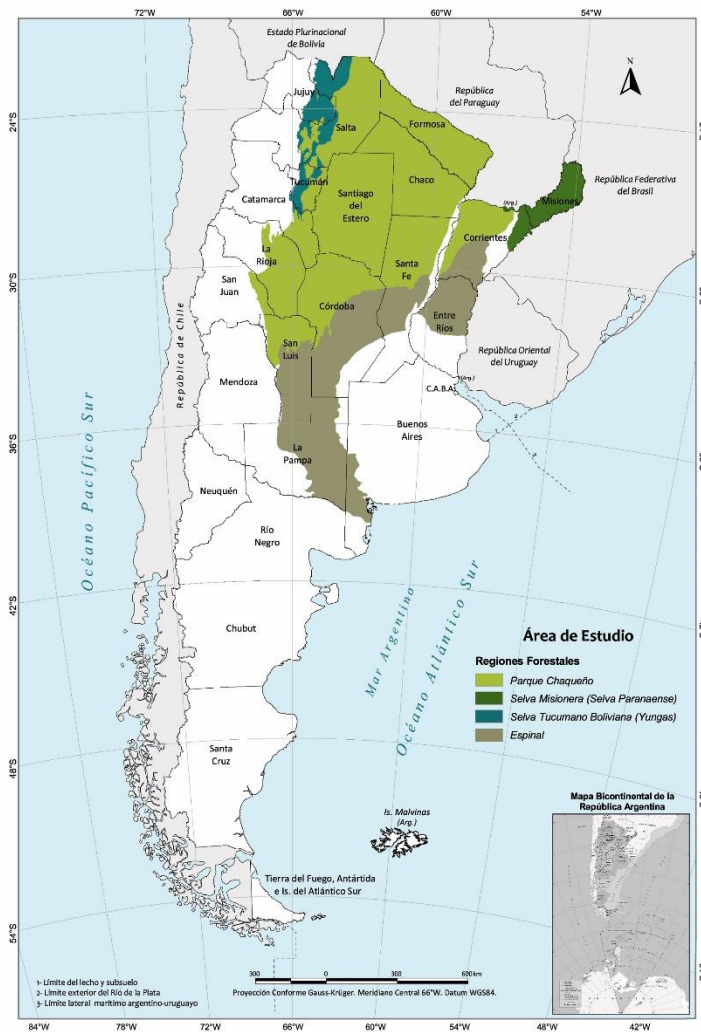 72°W
66°W
60°W
54°W
Estado Plurinacional
de Bolivia
República
del Paraguay
República Federativa
del Brasil
República Oriental
del Uruguay
República de Chile
Jujuy
Salta
Formosa
Chaco
Tucumán
Catamarca
Santiago
del
Estero
Misiones
(Arg.)
Corrientes
La
Rioja
Santa
Fe
San
Juan
Córdoba
Entre
Ríos
San
Luis
Mendoza
C.A.B.A.
(Arg.)
Buenos
Aires
La
Pampa
Neuquén
Río
Negro
Chubut
Santa
Cruz
Is. Malvinas
(Arg.)
Tierra del Fuego, Antártida
e Is. del Atlántico Sur
Océano Pacífico Sur
Mar Argentino
Océano Atlántico Sur
1
2
3
24°S
30°S
36°S
42°S
48°S
54°S
N
Área de Estudio
Regiones Forestales
Parque Chaqueño
Selva Misionera (Selva Paranaense)
Selva Tucumano Boliviana (Yungas)
Espinal
Mapa Bicontinental de la
República Argentina
1- Límite del lecho y subsuelo
2- Límite exterior del Río de la Plata
3- Límite lateral marítimo argentino-uruguayo
300 150 0 300 600km
Proyección Conforme Gauss-Krüger. Meridiano Central 66°W. Datum WGS84.
84°W
78°W
72°W
66°W
60°W
54°W
48°W
42°W